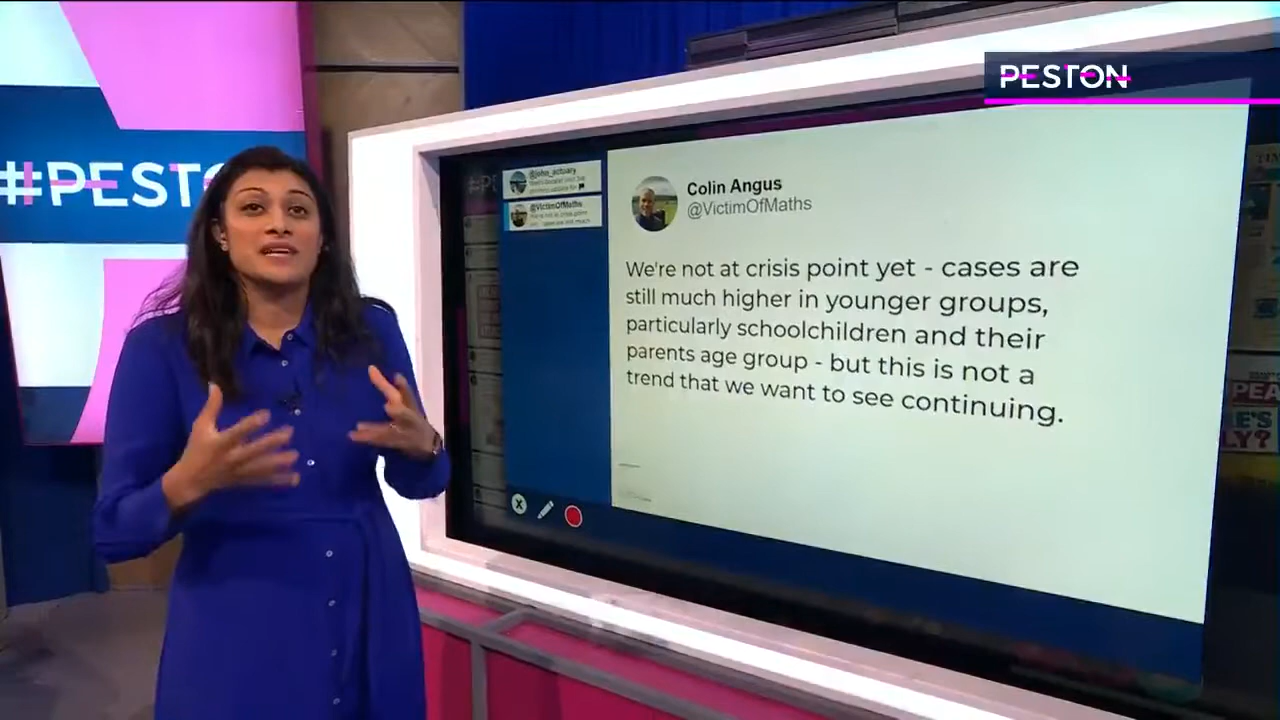 PESTON
#PESTO
@john_actuary
@VictimOfMaths
Colin Angus
@VictimOfMaths
We're not at crisis point yet - cases are
still much higher in younger groups,
particularly schoolchildren and their
parents age group - but this is not a
trend that we want to see continuing.